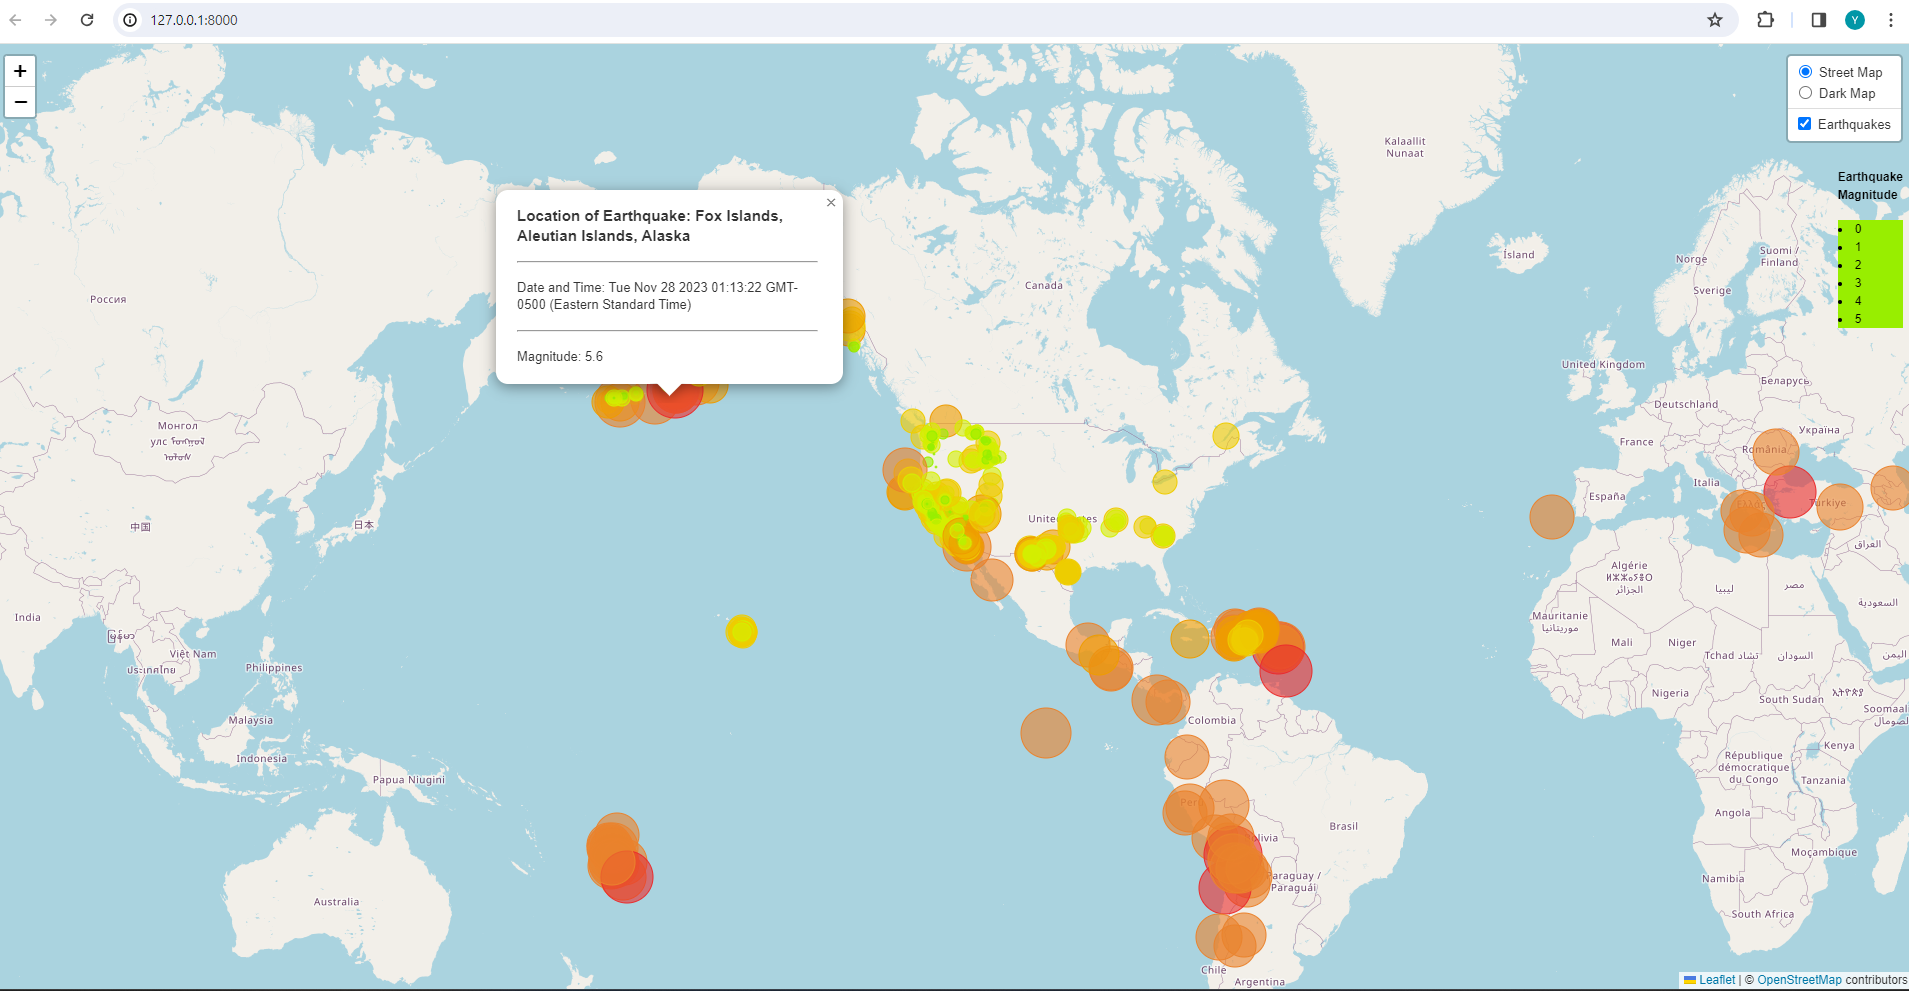 127.0.0.1:8000
Y
+
−
Street Map
Dark Map
Earthquakes
Earthquake
Magnitude
0
1
2
3
4
5
×
Location of Earthquake: Fox Islands,
Aleutian Islands, Alaska
Date and Time: Tue Nov 28 2023 01:13:22 GMT-
0500 (Eastern Standard Time)
Magnitude: 5.6
Kalaallit
Nunaat
Ísland
Norge
Suomi /
Finland
Sverige
Россия
Canada
United Kingdom
Беларусь
Deutschland
Україна
France
România
Italia
España
Türkiye
Монгол
улс
中国
日本
United States
العراق
Algérie
ⵍⵣⵣⴰⵢⴻⵔ
الجزائر
ليبيا
مصر
السعودية
India
မြန်မာ
Việt Nam
ประเทศไทย
Philippines
Mauritanie
موريتانيا
Mali
Niger
Tchad تشاد
السودان
اليمن
Nigeria
South Sudan
ኢትዮጵያ
Soomaal
الصومال
Malaysia
Indonesia
Papua Niugini
Colombia
Kenya
République
démocratique
du Congo
Tanzania
Perú
Angola
Brasil
Bolivia
Moçambique
Paraguay /
Paraguái
Namibia
Australia
South Africa
Chile
Argentina
Leaflet | © OpenStreetMap contributors